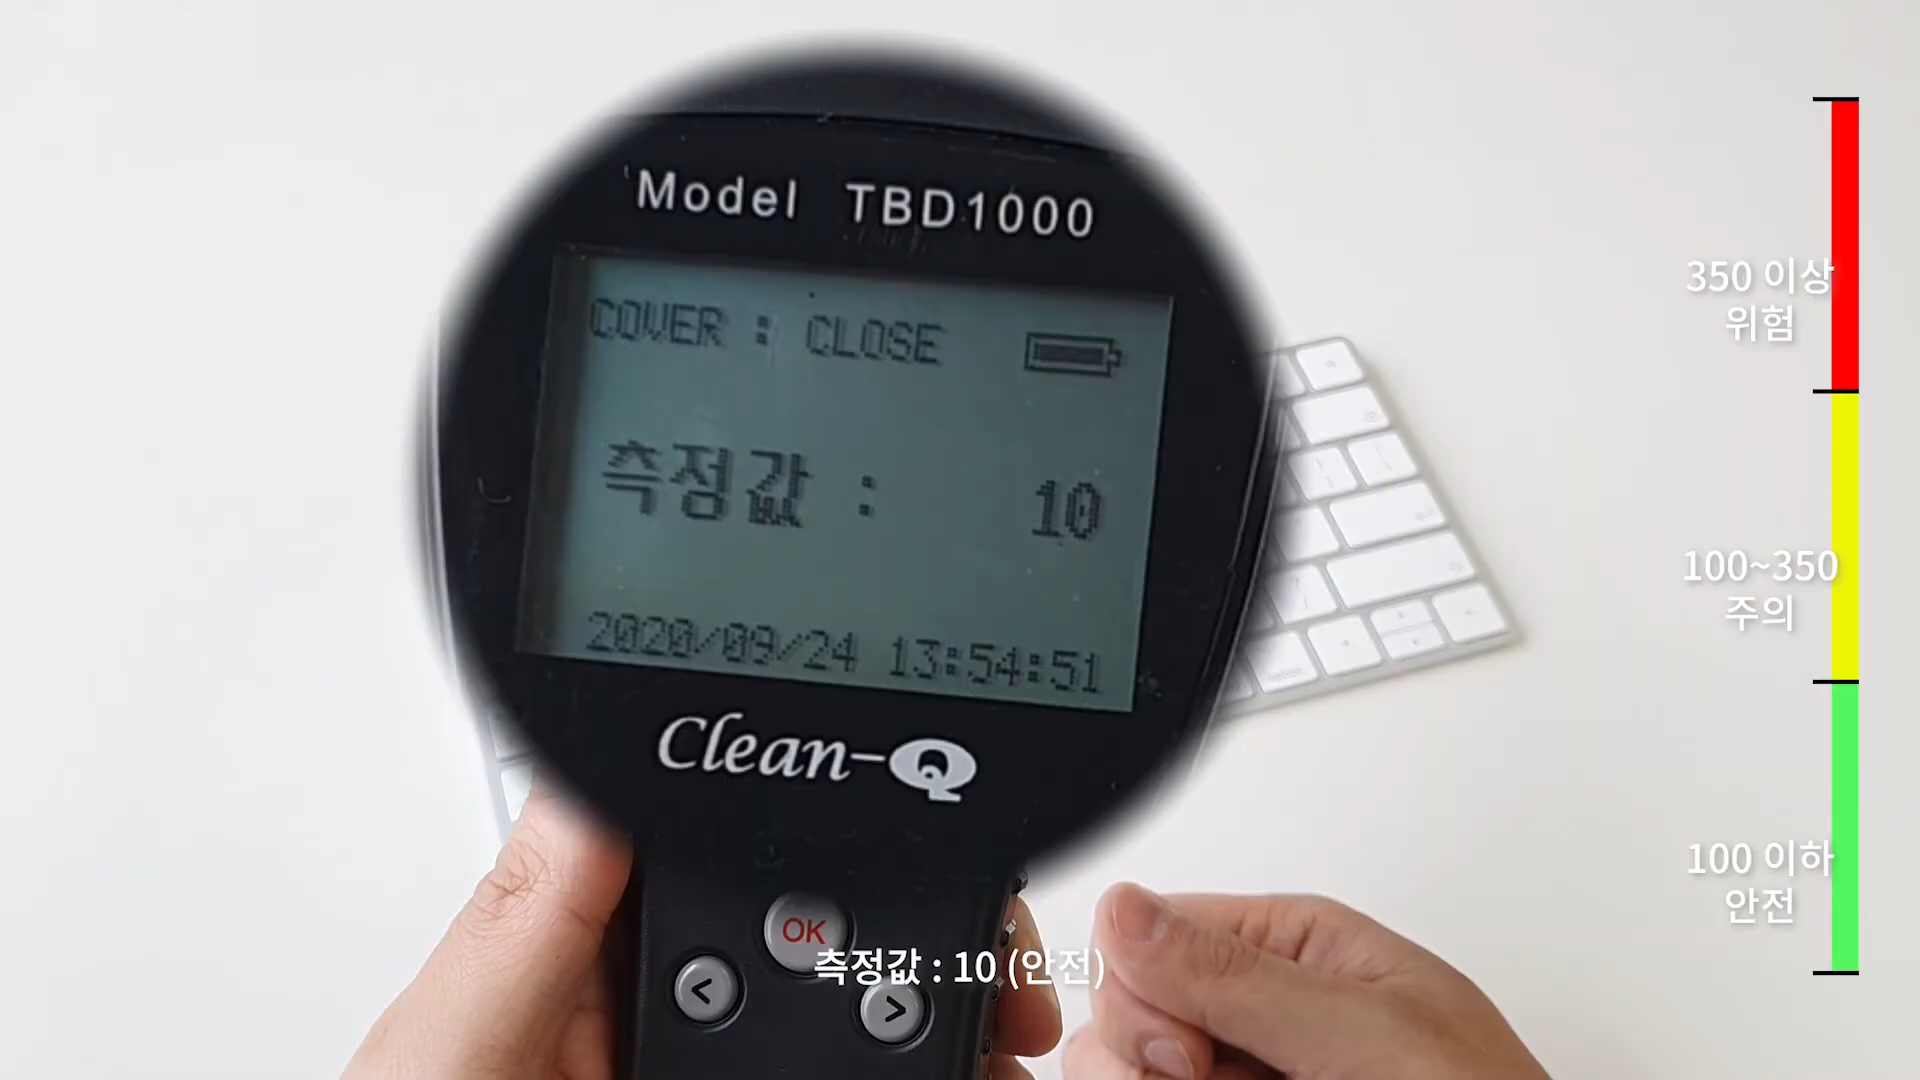 Model TBD1000
COVER : CLOSE
측정값 : 10
2020/09/24 13:54:51
Clean-Q
OK
<
>
측정값 : 10 (안전)
350 이상
위험
100~350
주의
100 이하
안전
option